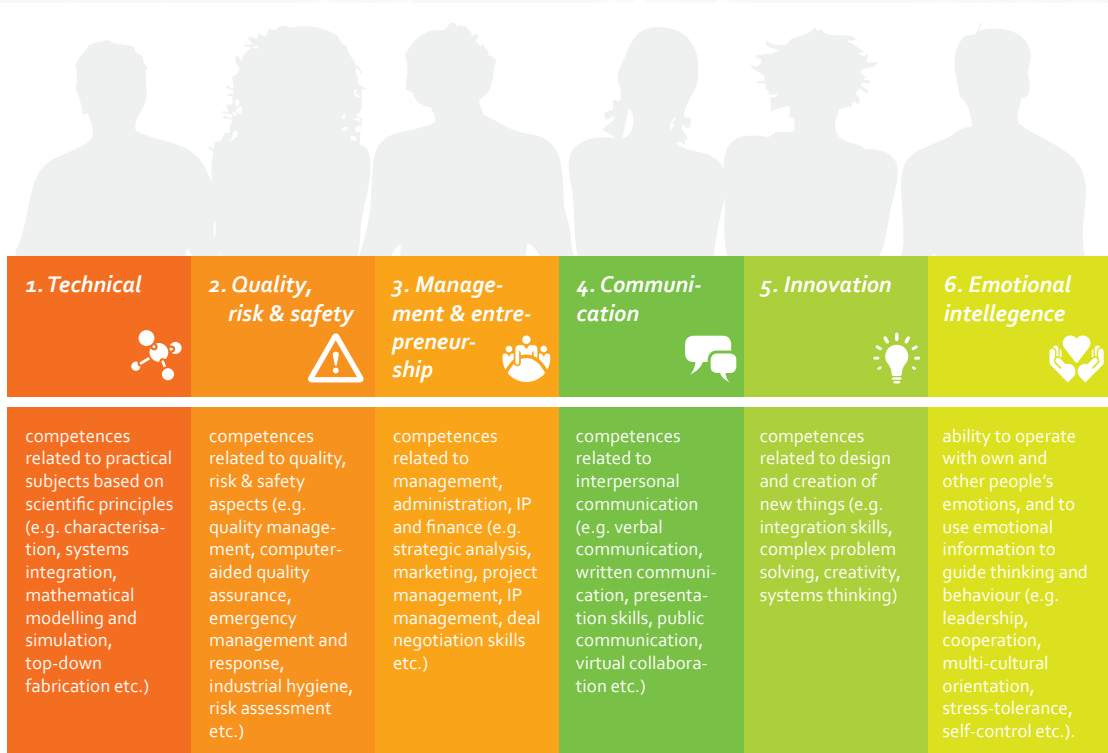 1. Technical
2. Quality,
risk & safety
3. Manage-
ment & entre-
preneur-
ship
4. Communi-
cation
5. Innovation
6. Emotional
intellegence
competences
related to practical
subjects based on
scientific principles
(e.g. characterisa-
tion, systems
integration,
mathematical
modelling and
simulation,
top-down
fabrication etc.)
competences
related to quality,
risk & safety
aspects (e.g.
quality manage-
ment, computer-
aided quality
assurance,
emergency
management and
response,
industrial hygiene,
risk assessment
etc.)
competences
related to
management,
administration, IP
and finance (e.g.
strategic analysis,
marketing, project
management, IP
management, deal
negotiation skills
etc.)
competences
related to
interpersonal
communication
(e.g. verbal
communication,
written communi-
cation, presenta-
tion skills, public
communication,
virtual collabora-
tion etc.)
competences
related to design
and creation of
new things (e.g.
integration skills,
complex problem
solving, creativity,
systems thinking)
ability to operate
with own and
other people's
emotions, and to
use emotional
information to
guide thinking and
behaviour (e.g.
leadership,
cooperation,
multi-cultural
orientation,
stress-tolerance,
self-control etc.).